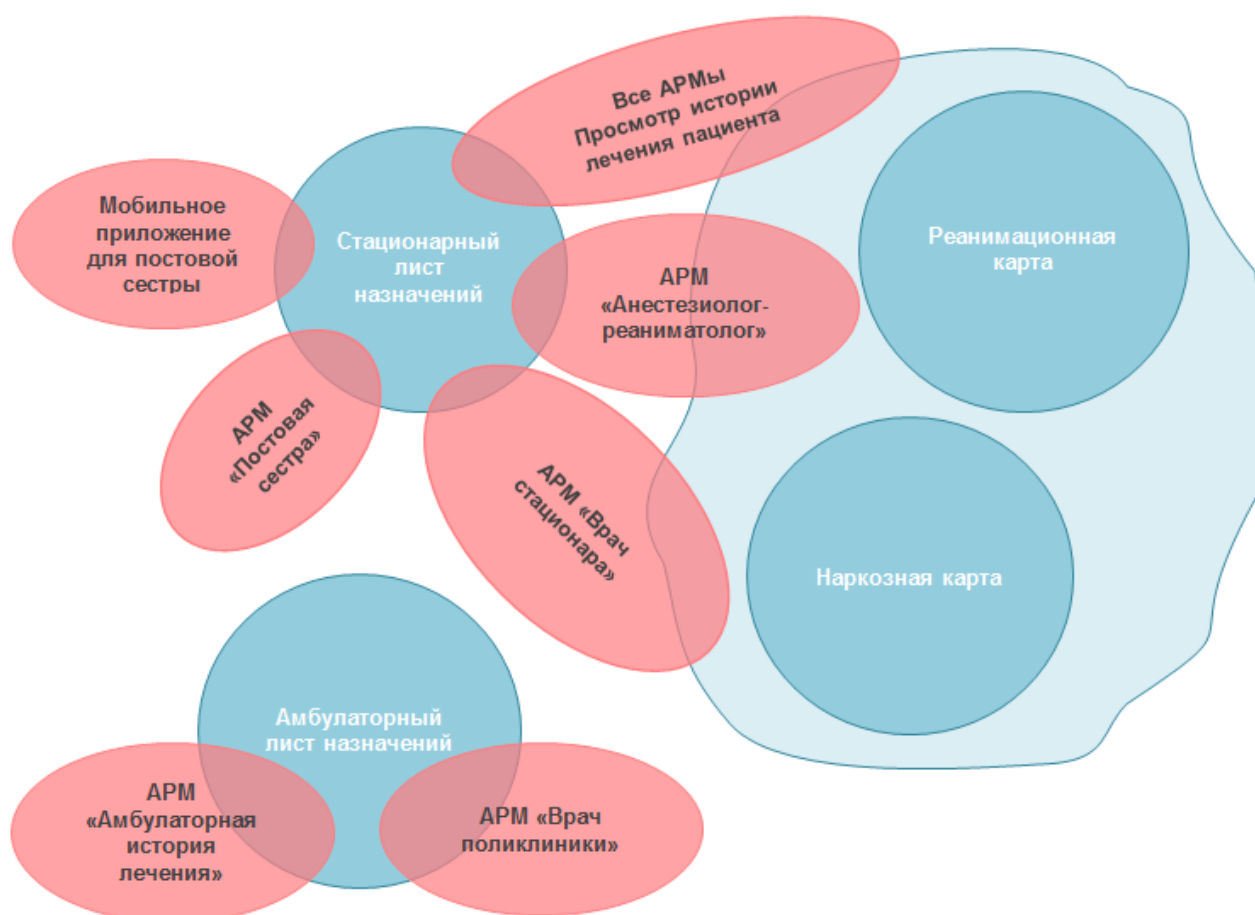 Все АРМы
Просмотр истории
лечения пациента
Мобильное
приложение
для постовой
сестры
Стационарный
лист
назначений
АРМ
«Анестезиолог-
реаниматолог»
Реанимационная
карта
АРМ
«Постовая
сестра»
АРМ «Врач
стационара»
Наркозная карта
Амбулаторный
лист назначений
АРМ
«Амбулаторная
история
лечения»
АРМ «Врач
поликлиники»